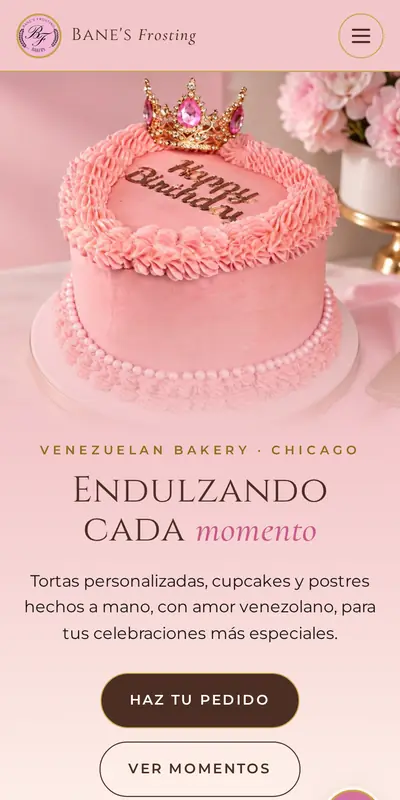 BANE'S Frosting
Happy
Birthday
VENEZUELAN BAKERY · CHICAGO
ENDULZANDO
CADA momento
Tortas personalizadas, cupcakes y postres
hechos a mano, con amor venezolano, para
tus celebraciones más especiales.
HAZ TU PEDIDO
VER MOMENTOS